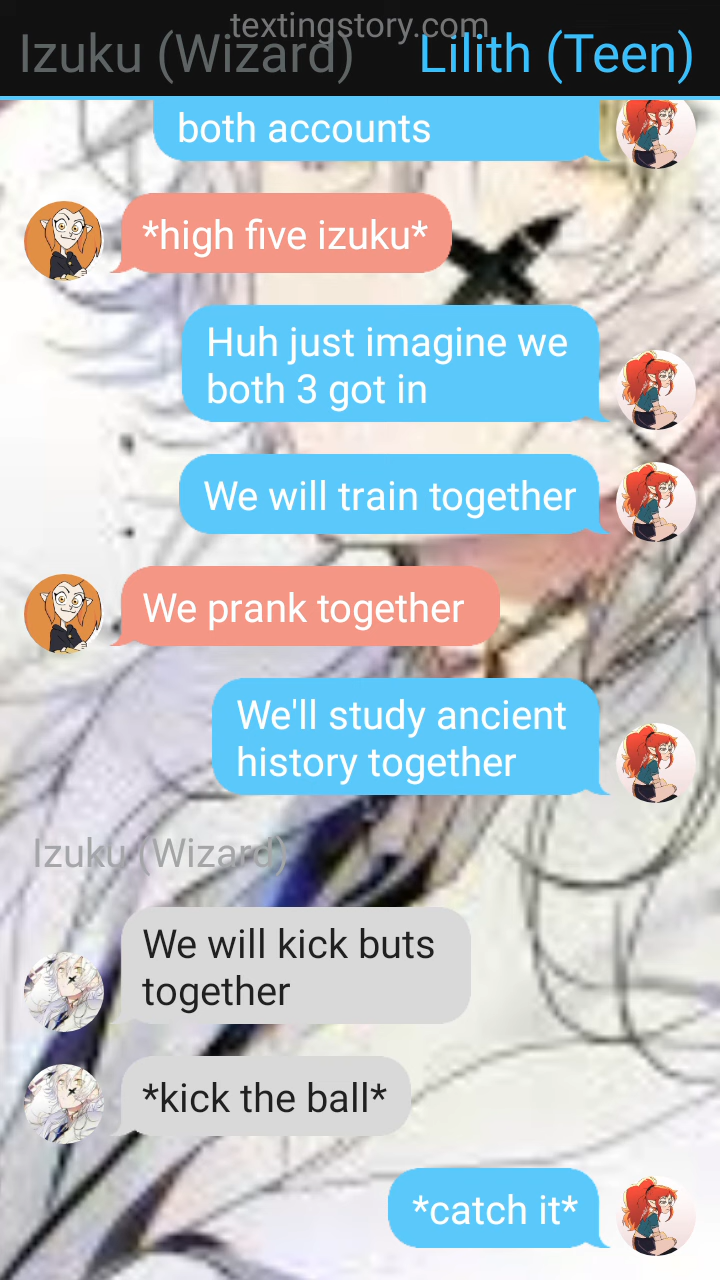 textingstory.com
Izuku (Wizard) Lilith (Teen)
both accounts
*high five izuku*
Huh just imagine we
both 3 got in
We will train together
We prank together
We'll study ancient
history together
Izuku (Wizard)
We will kick buts
together
*kick the ball*
*catch it*